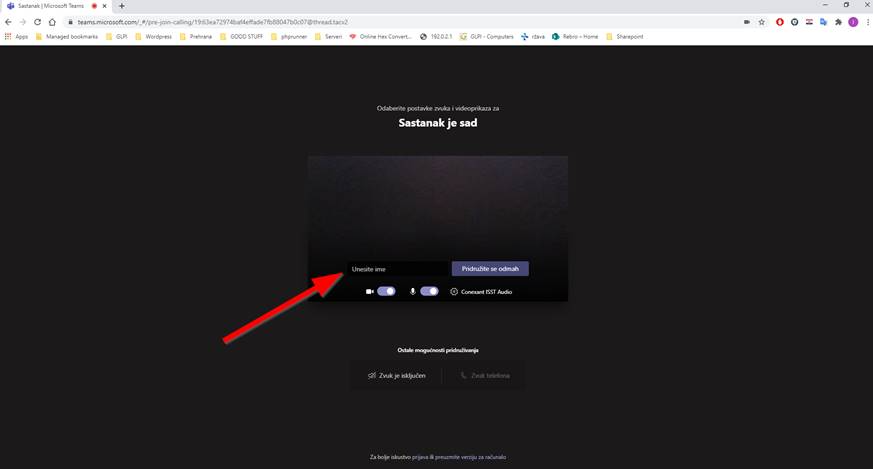 Sastanak | Microsoft Teams
teams.microsoft.com/_#/pre-join-calling/19:63ea72974baf4effade7fb88047b0c07@thread.tacv2
Apps Managed bookmarks GLPI Wordpress Prehrana GOOD STUFF phprunner Serveri Online Hex Convert... 192.0.2.1 GLPI - Computers ržava Rebro - Home Sharepoint
Odaberite postavke zvuka i videoprikaza za
Sastanak je sad
Unesite ime
Pridružite se odmah
Conexant ISST Audio
Ostale mogućnosti pridruživanja
Zvuk je isključen
Zvuk telefona
Za bolje iskustvo prijava ili preuzmite verziju za računalo